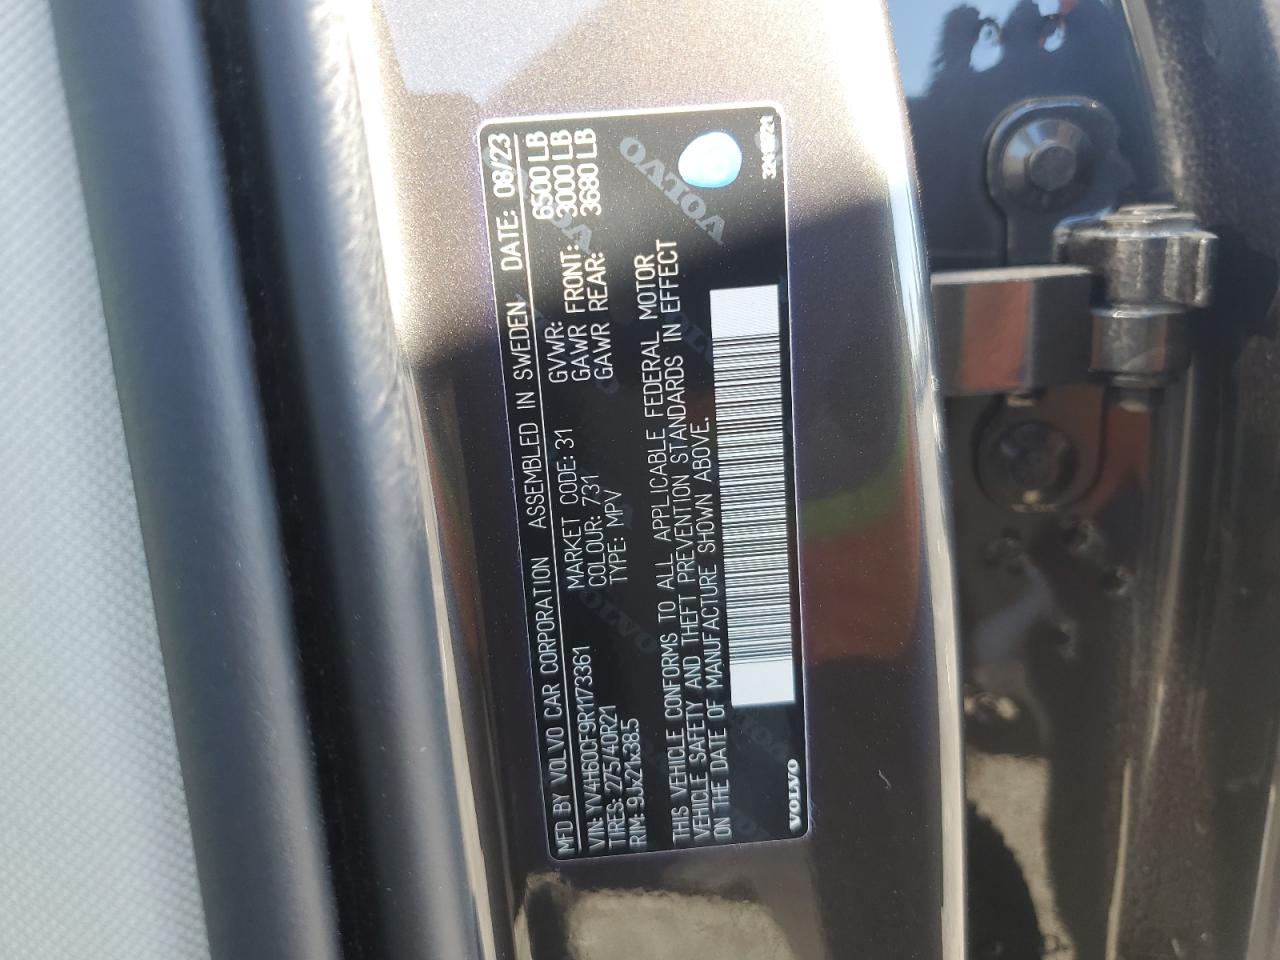 MFD BY VOLVO CAR CORPORATION ASSEMBLED IN SWEDEN DATE: 08/23
VIN: YV4H60CF9R1173361 MARKET CODE: 31 GVWR: 6500 LB
TIRES: 275/40R21 COLOUR: 731 GAWR FRONT: 3000 LB
RIM: 9Jx21x38.5 TYPE: MPV GAWR REAR: 3680 LB
THIS VEHICLE CONFORMS TO ALL APPLICABLE FEDERAL MOTOR
VEHICLE SAFETY AND THEFT PREVENTION STANDARDS IN EFFECT
ON THE DATE OF MANUFACTURE SHOWN ABOVE.
VOLVO